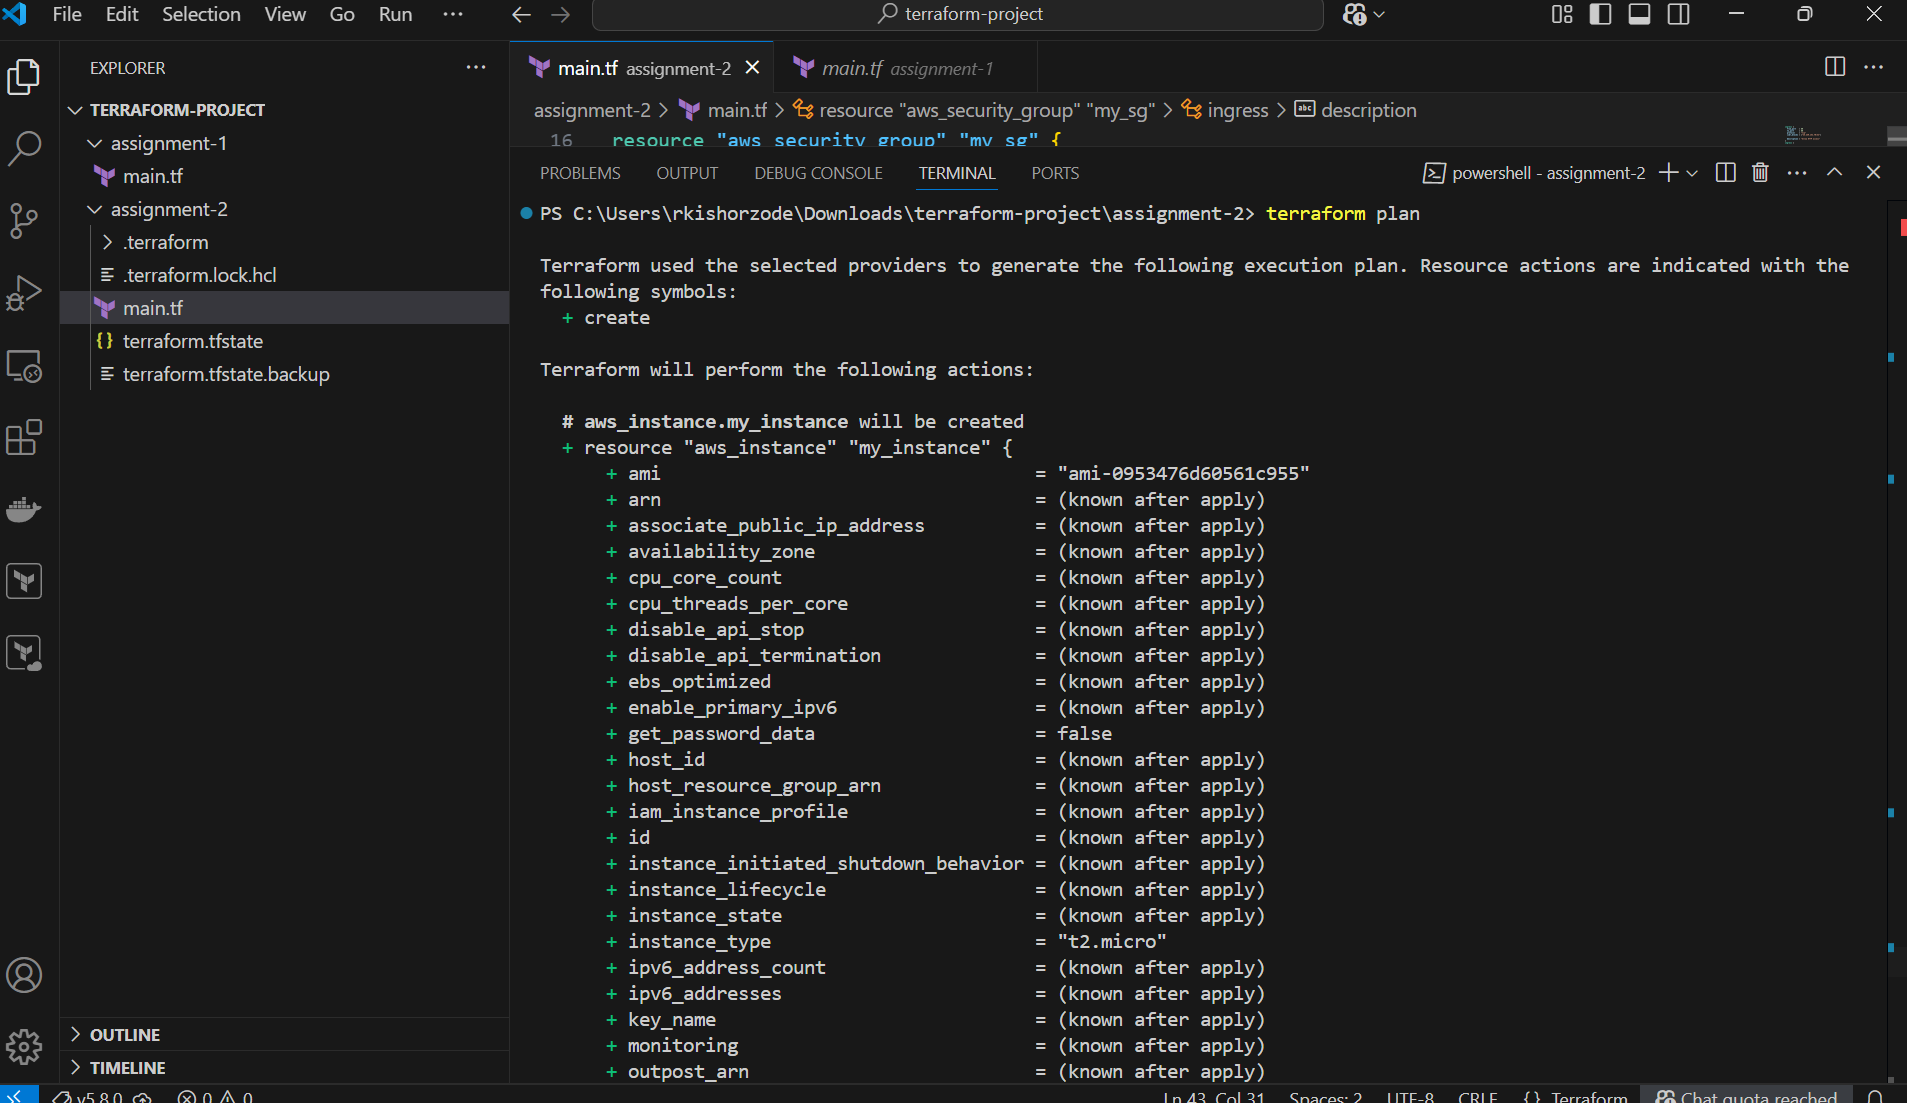 File Edit Selection View Go Run ··· terraform-project
EXPLORER ···
TERRAFORM-PROJECT
assignment-1
main.tf
assignment-2
.terraform
.terraform.lock.hcl
main.tf
terraform.tfstate
terraform.tfstate.backup
OUTLINE
TIMELINE
main.tf assignment-2 main.tf assignment-1
assignment-2 > main.tf > resource "aws_security_group" "my_sg" > ingress > description
16 resource "aws_security_group" "my_sg" {
PROBLEMS OUTPUT DEBUG CONSOLE TERMINAL PORTS powershell - assignment-2
PS C:\Users\rkishorzode\Downloads\terraform-project\assignment-2> terraform plan
Terraform used the selected providers to generate the following execution plan. Resource actions are indicated with the
following symbols:
+ create
Terraform will perform the following actions:
# aws_instance.my_instance will be created
+ resource "aws_instance" "my_instance" {
+ ami = "ami-0953476d60561c955"
+ arn = (known after apply)
+ associate_public_ip_address = (known after apply)
+ availability_zone = (known after apply)
+ cpu_core_count = (known after apply)
+ cpu_threads_per_core = (known after apply)
+ disable_api_stop = (known after apply)
+ disable_api_termination = (known after apply)
+ ebs_optimized = (known after apply)
+ enable_primary_ipv6 = (known after apply)
+ get_password_data = false
+ host_id = (known after apply)
+ host_resource_group_arn = (known after apply)
+ iam_instance_profile = (known after apply)
+ id = (known after apply)
+ instance_initiated_shutdown_behavior = (known after apply)
+ instance_lifecycle = (known after apply)
+ instance_state = (known after apply)
+ instance_type = "t2.micro"
+ ipv6_address_count = (known after apply)
+ ipv6_addresses = (known after apply)
+ key_name = (known after apply)
+ monitoring = (known after apply)
+ outpost_arn = (known after apply)
v5.8.0 0 0 Ln 43, Col 31 Spaces: 2 UTF-8 CRLF {} Terraform Chat quota reached